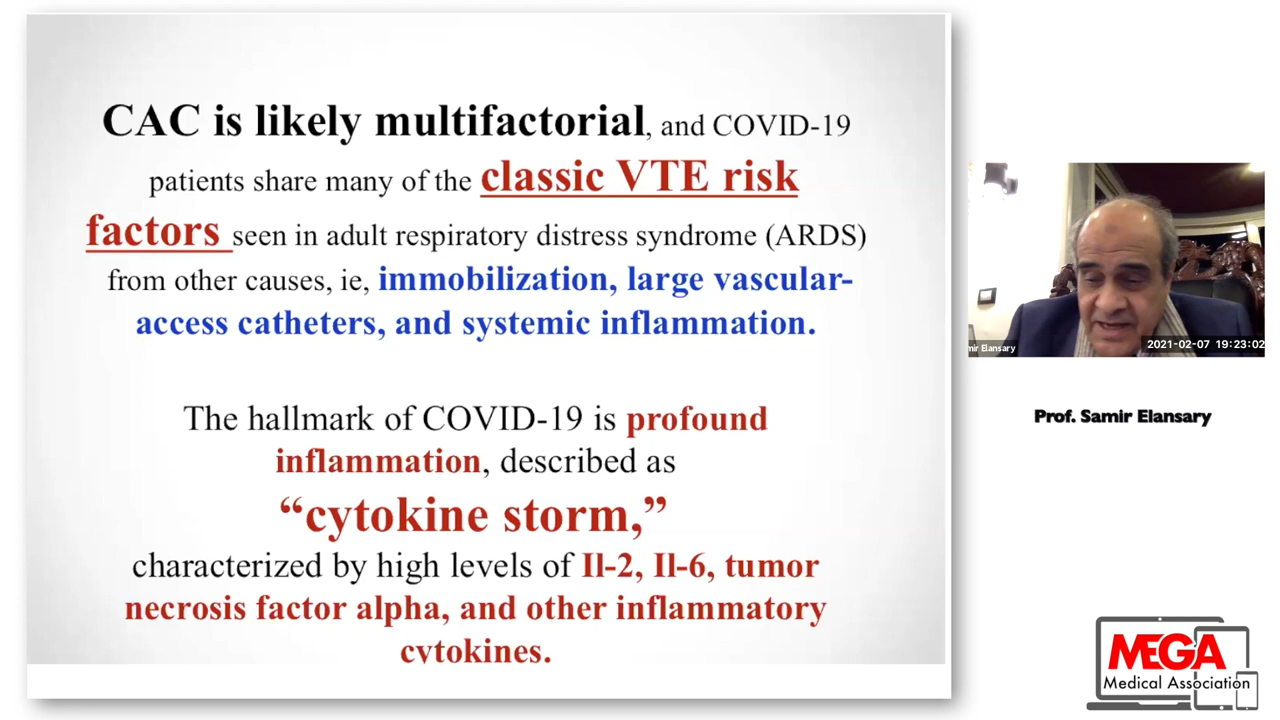 CAC is likely multifactorial, and COVID-19
patients share many of the classic VTE risk
factors seen in adult respiratory distress syndrome (ARDS)
from other causes, ie, immobilization, large vascular-
access catheters, and systemic inflammation.
The hallmark of COVID-19 is profound
inflammation, described as
“cytokine storm,”
characterized by high levels of Il-2, Il-6, tumor
necrosis factor alpha, and other inflammatory
cytokines.
mir Elansary
2021-02-07 19:23:02
Prof. Samir Elansary
MEGA
Medical Association